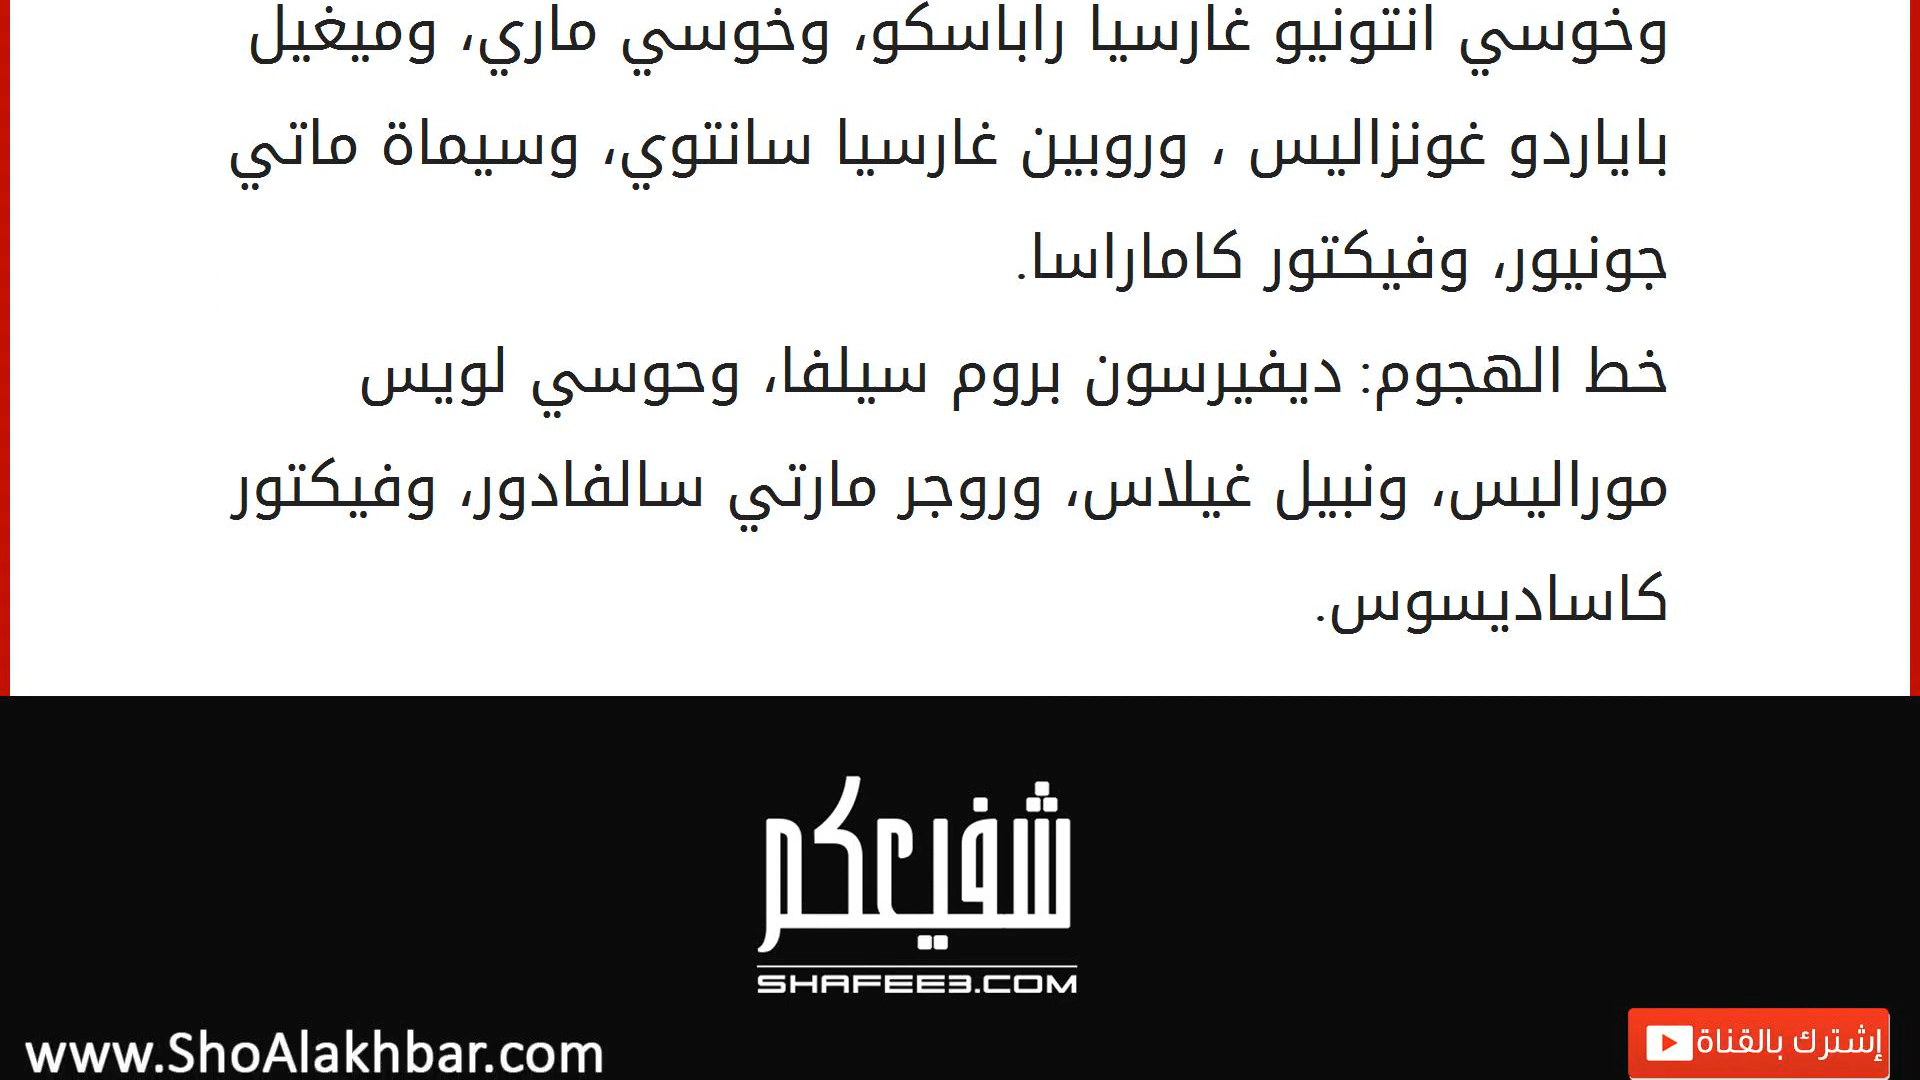 وخوسي انتونيو غارسيا راباسكو، وخوسي ماري، وميغيل
باياردو غونزاليس ، وروبين غارسيا سانتوي، وسيماة ماتي
جونيور، وفيكتور كاماراسا.
خط الهجوم: ديفيرسون بروم سيلفا، وحوسي لويس
موراليس، ونبيل غيلاس، وروجر مارتي سالفادور، وفيكتور
كاساديسوس.
شفيعكم
SHAFEE3.COM
www.ShoAlakhbar.com
إشترك بالقناة